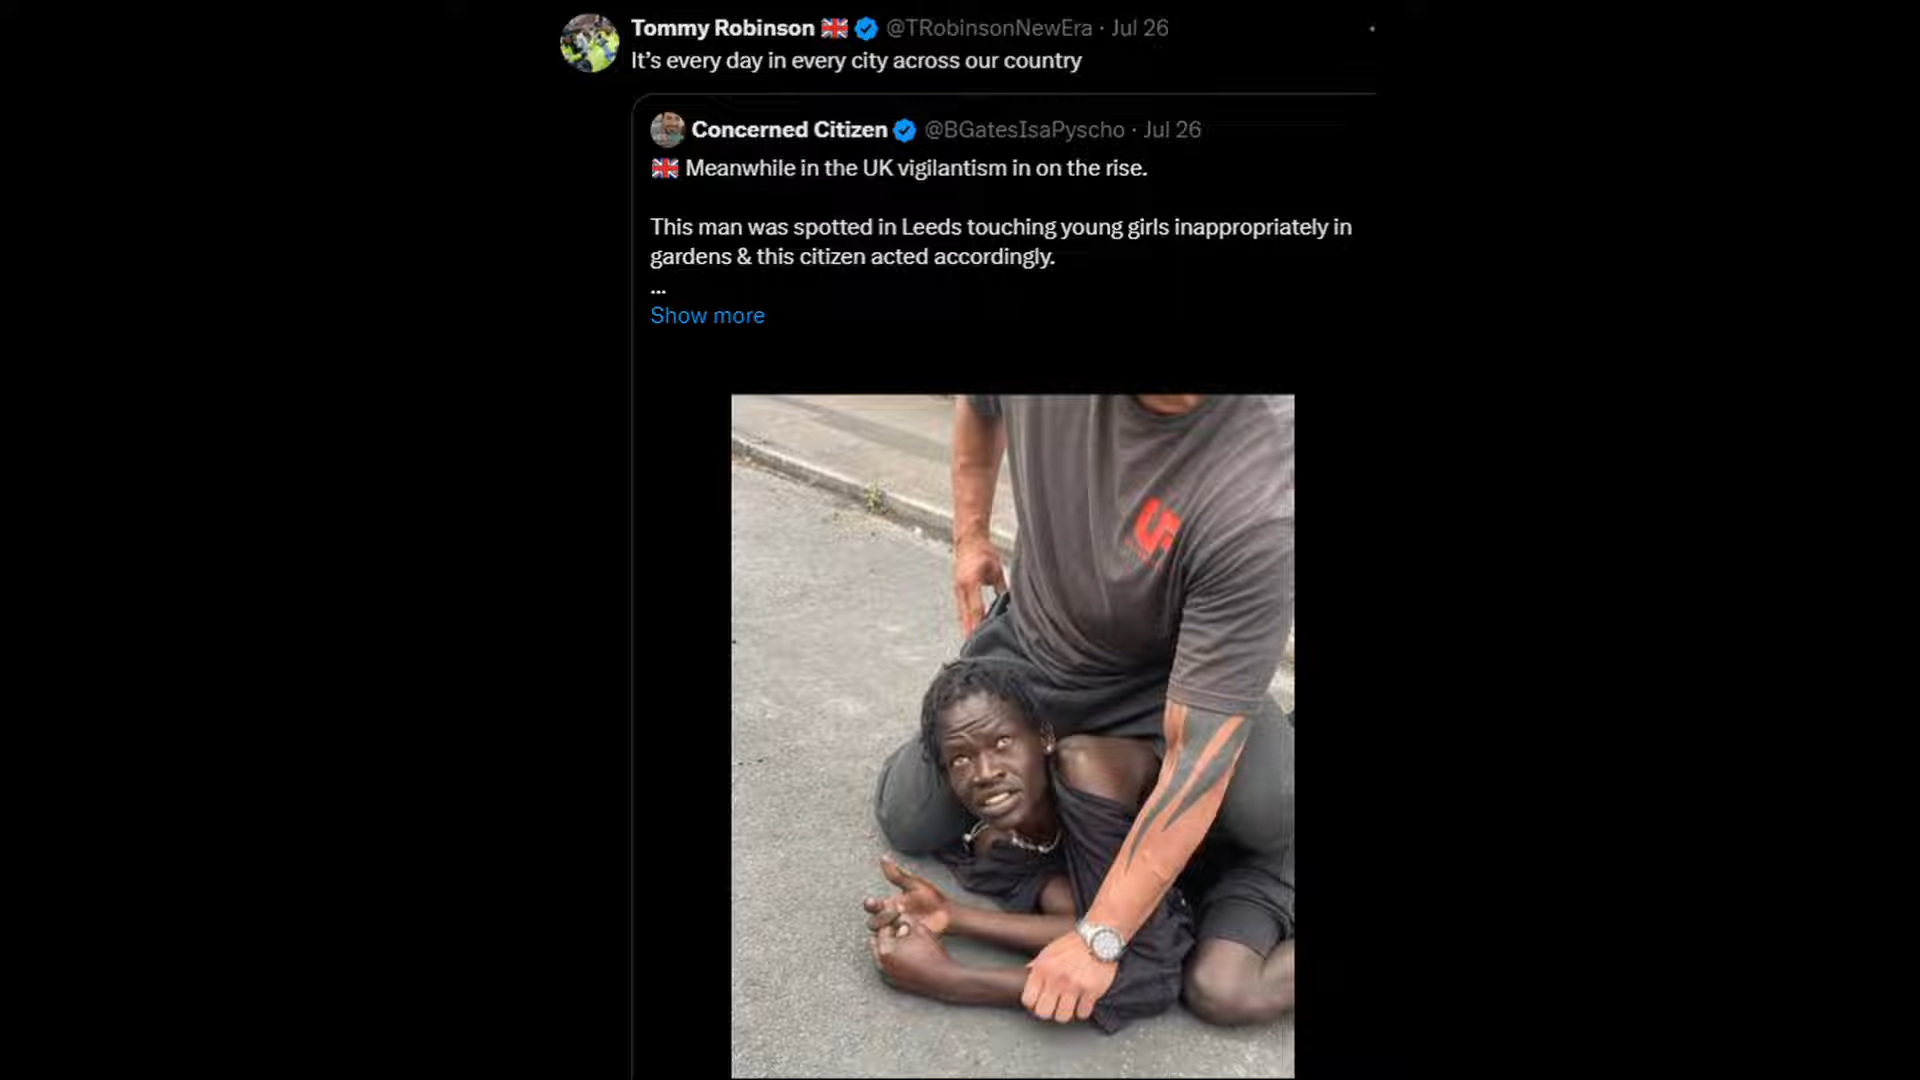 Tommy Robinson 🇬🇧 @TRobinsonNewEra · Jul 26
It's every day in every city across our country
Concerned Citizen @BGatesIsaPyscho · Jul 26
🇬🇧 Meanwhile in the UK vigilantism in on the rise.
This man was spotted in Leeds touching young girls inappropriately in
gardens & this citizen acted accordingly.
...
Show more